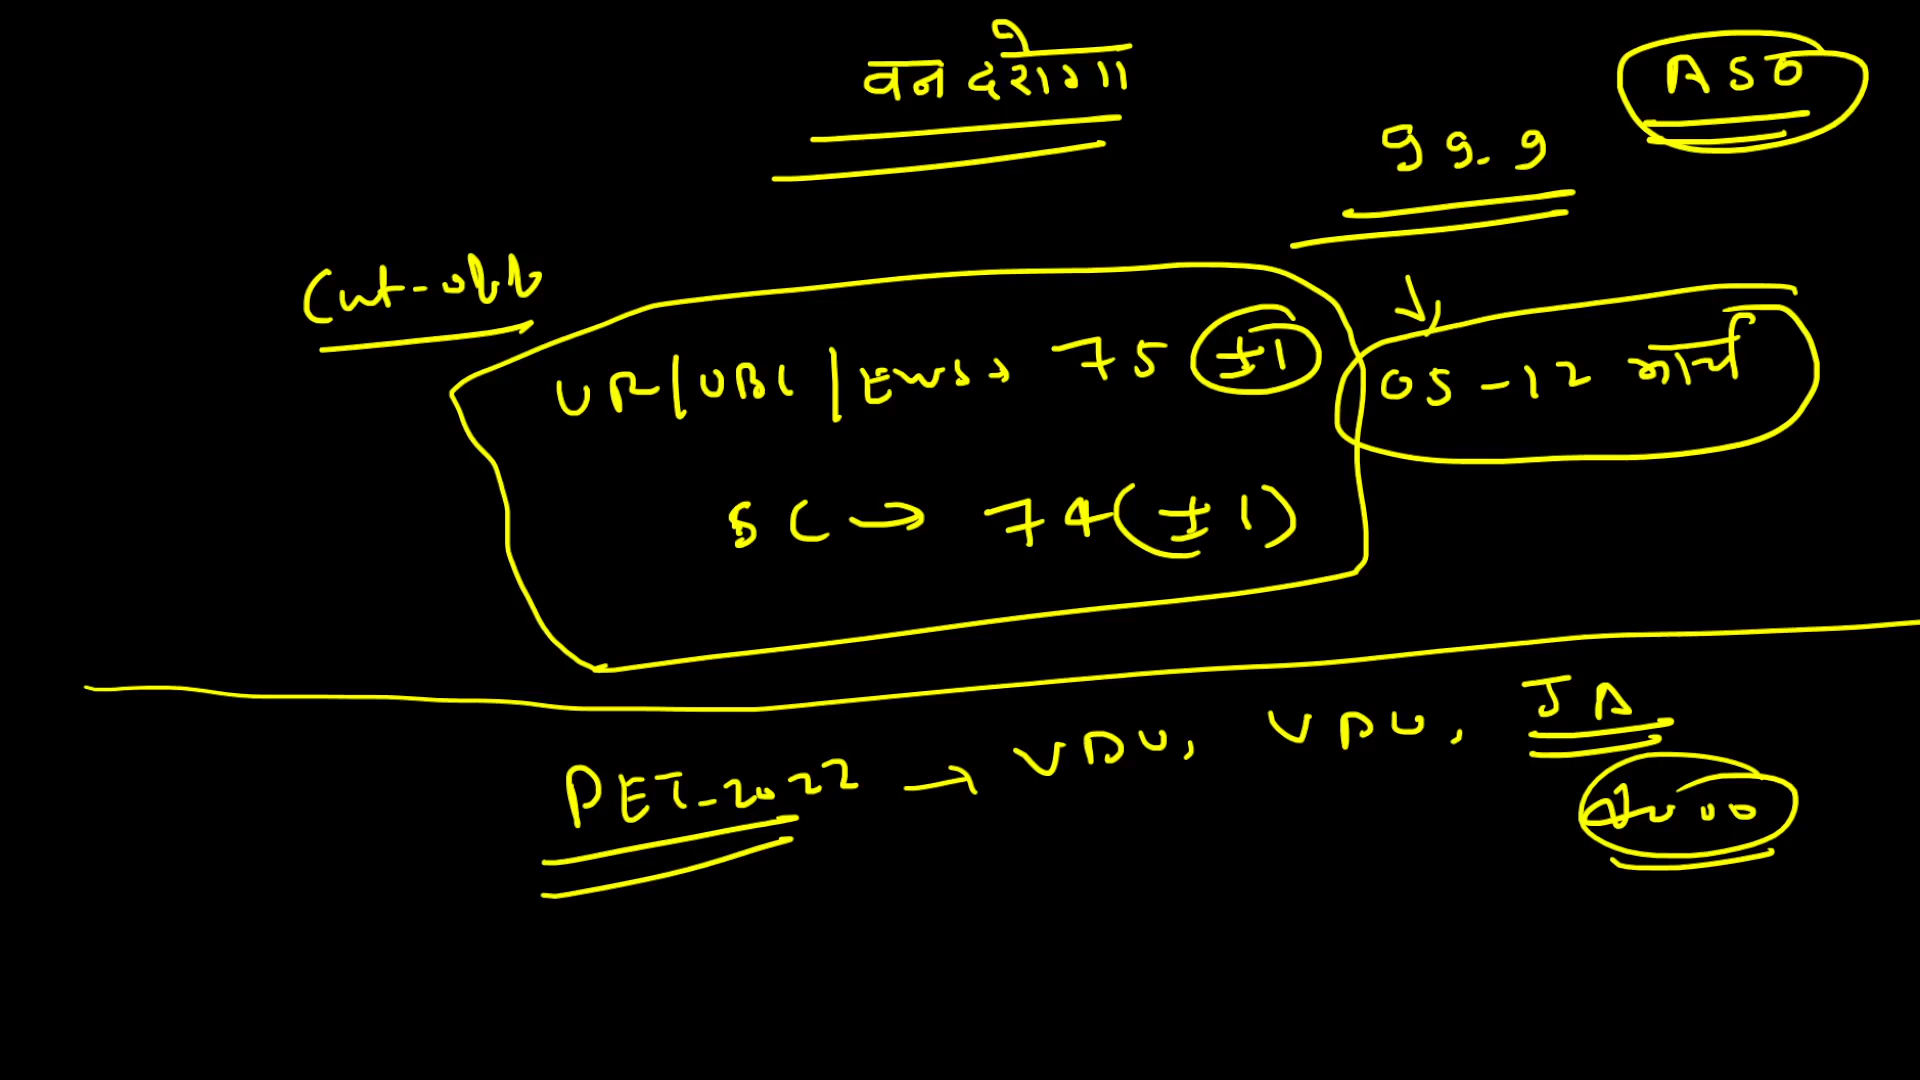 वन दरोगा
ASO
99.9
Cut-off
UR/OBC/EWS → 75 ±1
05-12 मार्च
SC → 74 (±1)
PET-2022 → VDO, VPO, JA